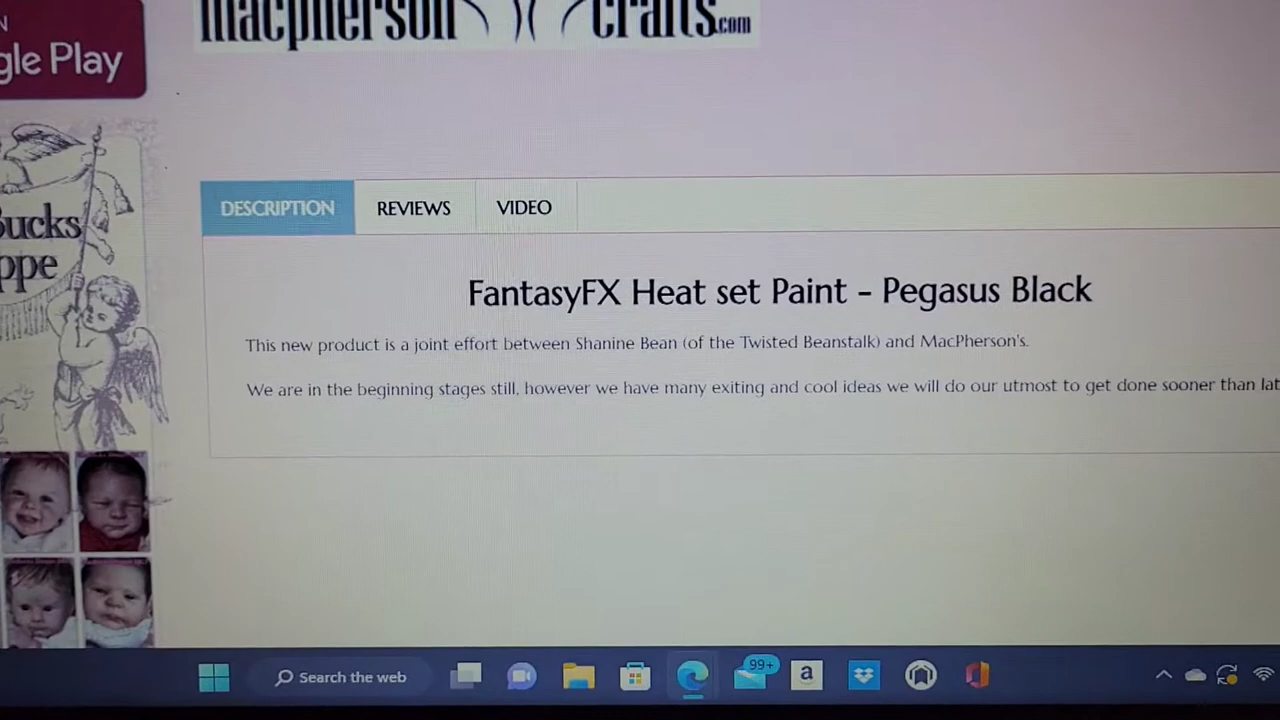 macpherson crafts.com
N
gle Play
Bucks
ppe
DESCRIPTION REVIEWS VIDEO
FantasyFX Heat set Paint - Pegasus Black
This new product is a joint effort between Shanine Bean (of the Twisted Beanstalk) and MacPherson's.
We are in the beginning stages still, however we have many exiting and cool ideas we will do our utmost to get done sooner than lat
Search the web
99+
a